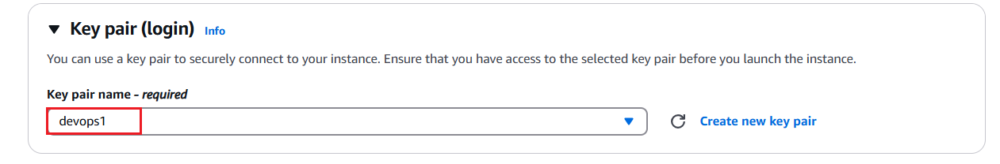 Key pair (login) Info
You can use a key pair to securely connect to your instance. Ensure that you have access to the selected key pair before you launch the instance.
Key pair name - required
devops1 Create new key pair